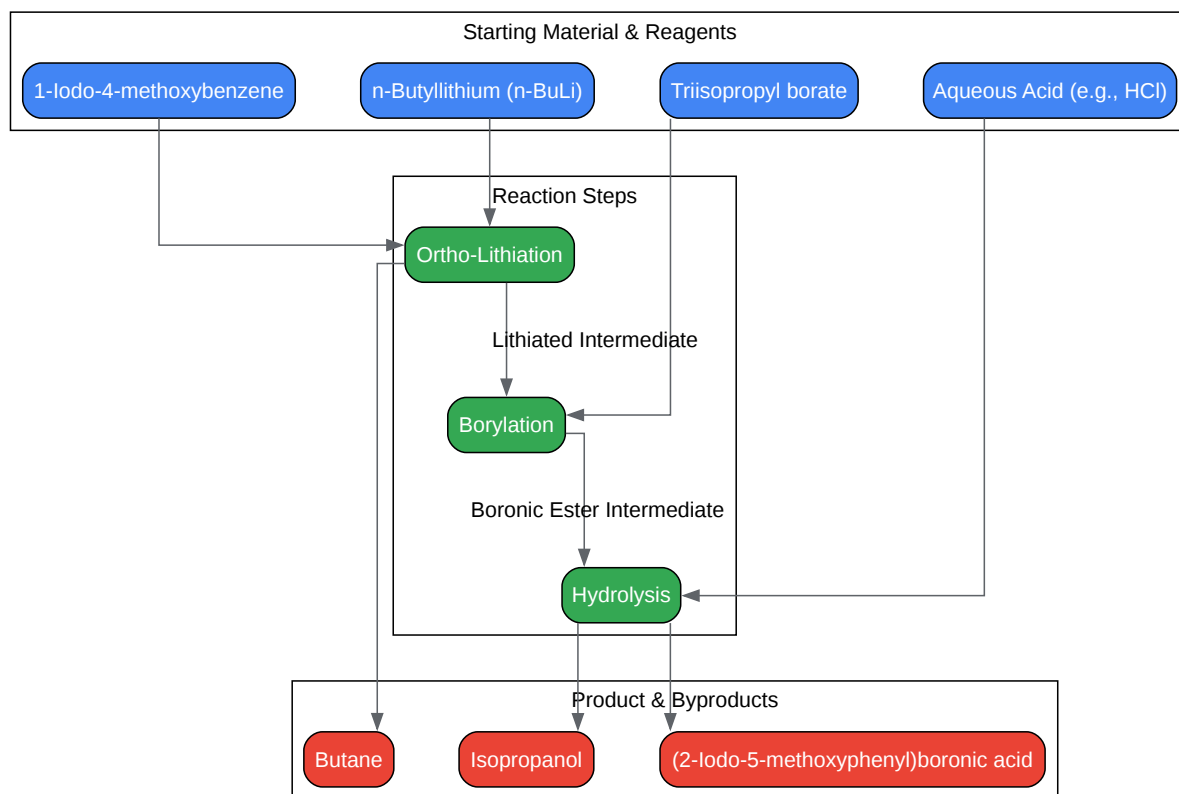 Starting Material & Reagents
1-Iodo-4-methoxybenzene
n-Butyllithium (n-BuLi)
Triisopropyl borate
Aqueous Acid (e.g., HCl)
Reaction Steps
Ortho-Lithiation
Lithiated Intermediate
Borylation
Boronic Ester Intermediate
Hydrolysis
Product & Byproducts
Butane
Isopropanol
(2-Iodo-5-methoxyphenyl)boronic acid